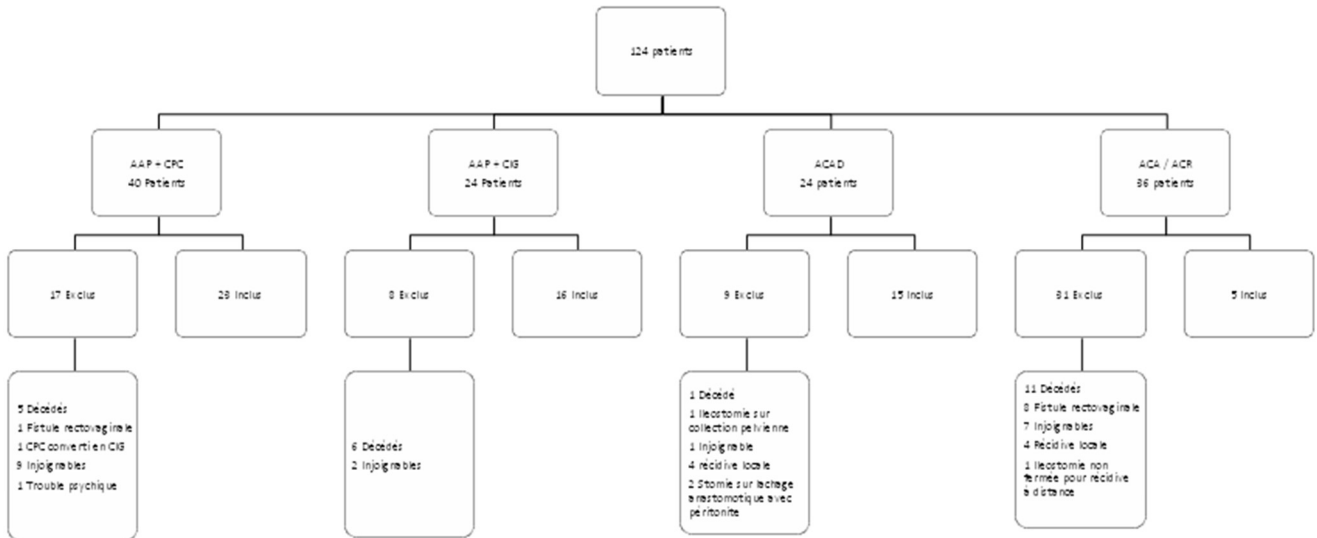 124 patients
AAP + CPC
40 Patients
AAP + CIG
24 Patients
ACAD
24 patients
ACA / ACR
36 patients
17 Exclus
23 Inclus
8 Exclus
16 Inclus
9 Exclus
15 Inclus
31 Exclus
5 Inclus
5 Décédés
1 Fistule rectovaginale
1 CPC converti en CIG
9 Injoignables
1 Trouble psychique
6 Décédés
2 Injoignables
1 Décédé
1 Ileostomie sur
collection pelvienne
1 Injoignable
4 récidive locale
2 Stomie sur lachage
anastomotique avec
péritonite
11 Décédés
8 Fistule rectovaginale
7 Injoignables
4 Récidive locale
1 Ileostomie non
fermée pour récidive
à distance